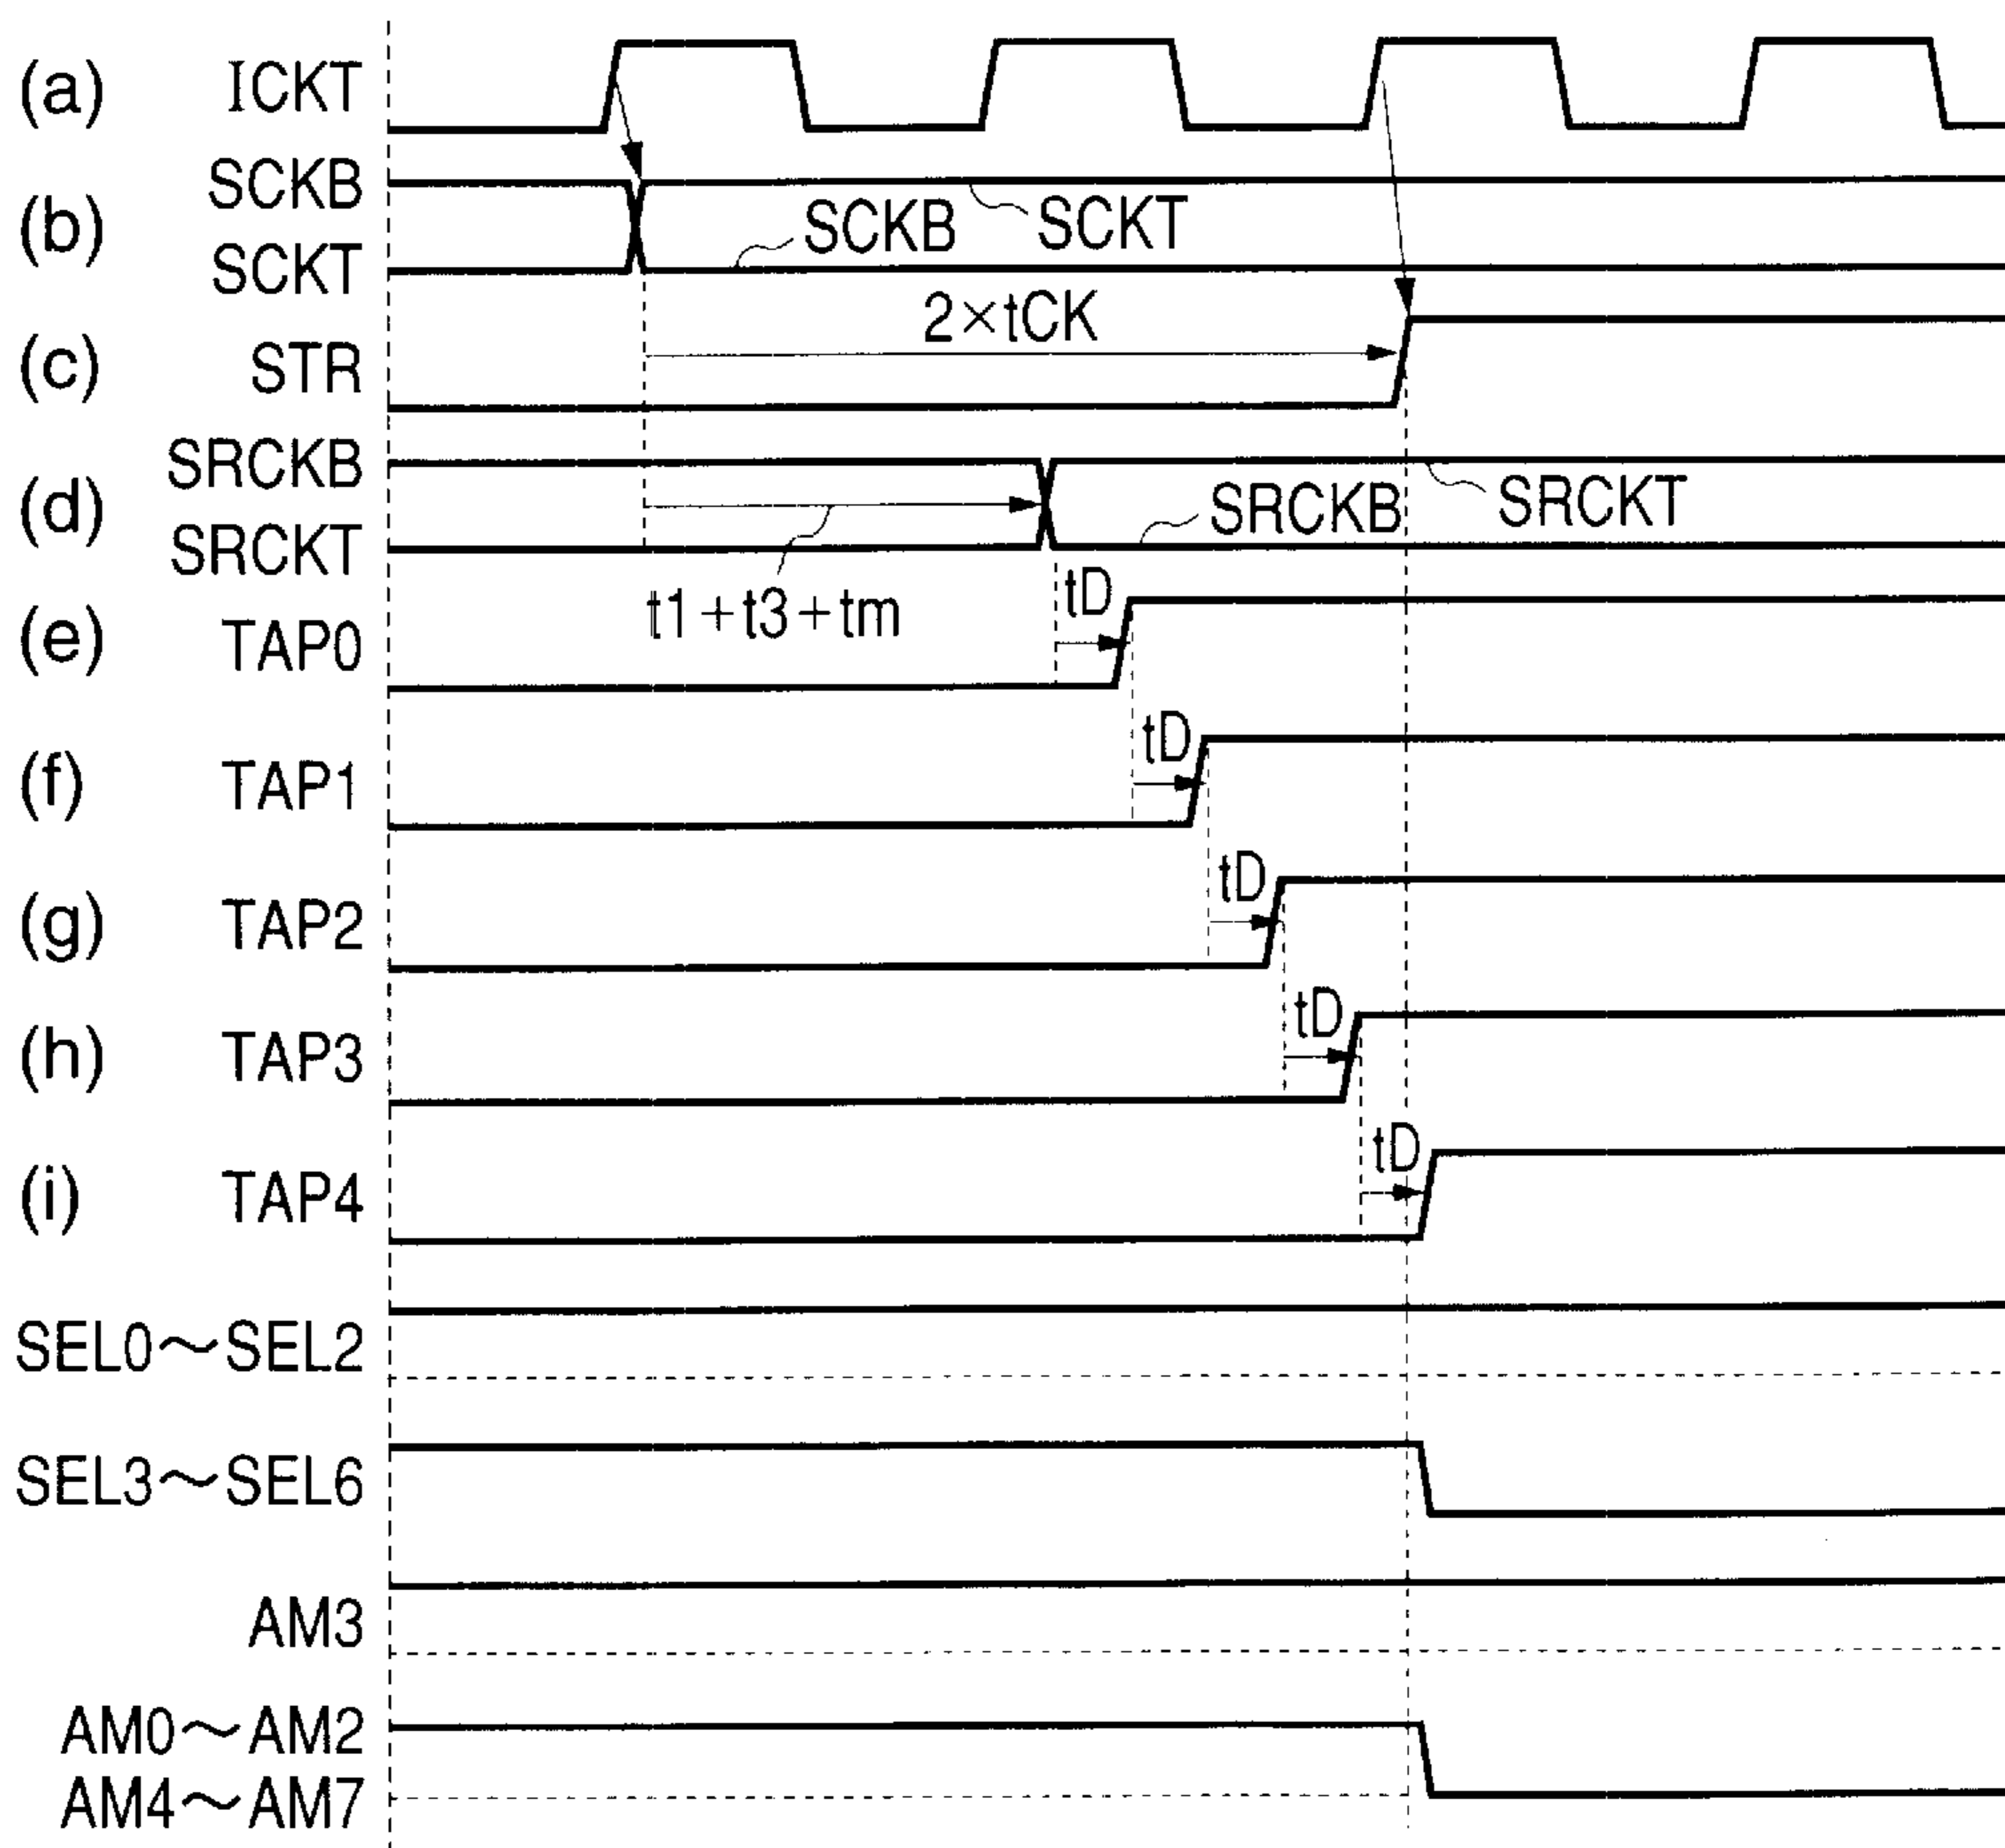 (a) ICKT
SCKB
(b) SCKB SCKT
SCKT
2×tCK
(c) STR
SRCKB
(d) SRCKB SRCKT
SRCKT
tD
t1+t3+tm
(e) TAP0
tD
(f) TAP1
tD
(g) TAP2
tD
(h) TAP3
tD
(i) TAP4
SEL0～SEL2
SEL3～SEL6
AM3
AM0～AM2
AM4～AM7